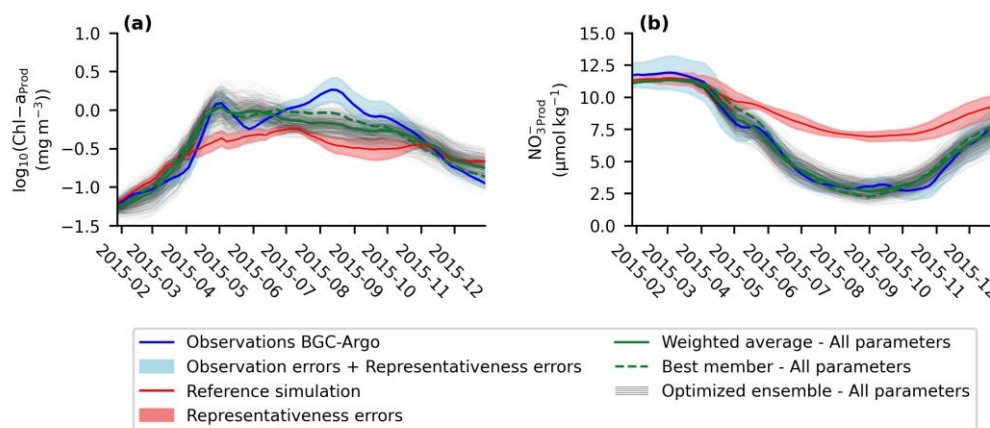 (a)
log₁₀(Chl−a_Prod)
(mg m⁻³))
1.0
0.5
0.0
−0.5
−1.0
−1.5
2015-02
2015-03
2015-04
2015-05
2015-06
2015-07
2015-08
2015-09
2015-10
2015-11
2015-12
(b)
NO₃⁻Prod
(µmol kg⁻¹)
15.0
12.5
10.0
7.5
5.0
2.5
0.0
2015-02
2015-03
2015-04
2015-05
2015-06
2015-07
2015-08
2015-09
2015-10
2015-11
2015-12
Observations BGC-Argo
Observation errors + Representativeness errors
Reference simulation
Representativeness errors
Weighted average - All parameters
Best member - All parameters
Optimized ensemble - All parameters